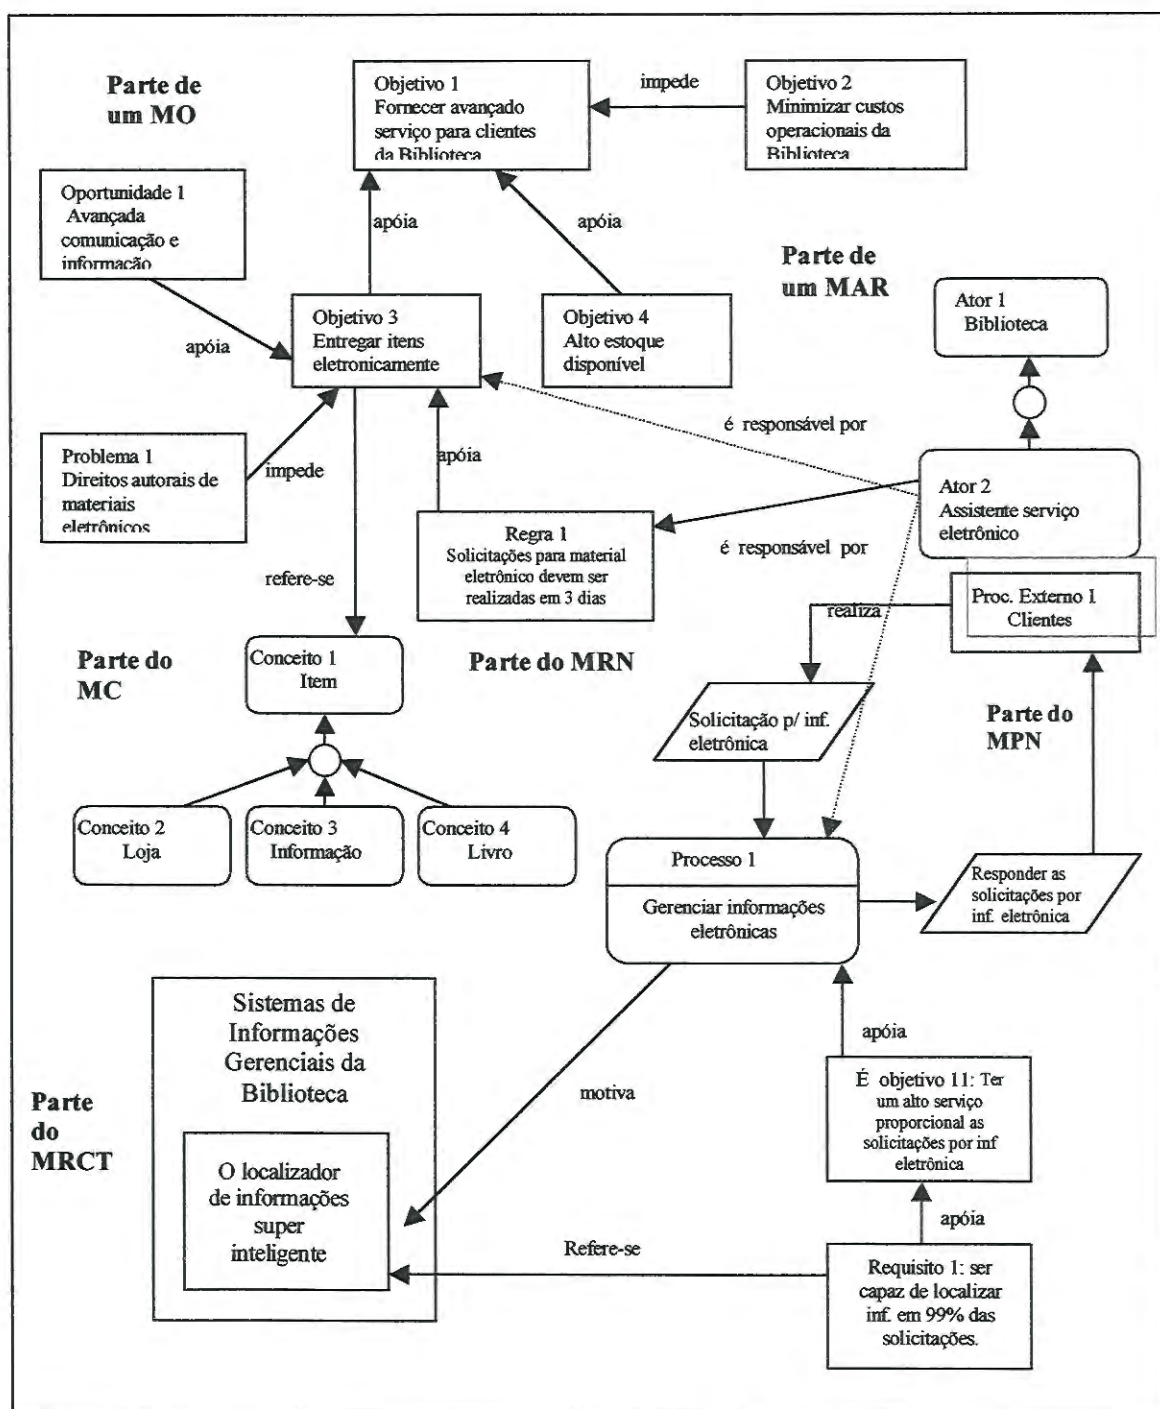 Parte de
um MO
Objetivo 1
Fornecer avançado
serviço para clientes
da Biblioteca
impede
Objetivo 2
Minimizar custos
operacionais da
Biblioteca
Oportunidade 1
Avançada
comunicação e
informação
apóia
apóia
Parte de
um MAR
Ator 1
Biblioteca
Objetivo 3
Entregar itens
eletronicamente
Objetivo 4
Alto estoque
disponível
apóia
é responsável por
Problema 1
Direitos autorais de
materiais
eletrônicos
impede
apóia
Ator 2
Assistente serviço
eletrônico
Regra 1
Solicitações para material
eletrônico devem ser
realizadas em 3 dias
é responsável por
refere-se
Proc. Externo 1
Clientes
realiza
Parte do
MC
Conceito 1
Item
Parte do MRN
Solicitação p/ inf.
eletrônica
Parte do
MPN
Conceito 2
Loja
Conceito 3
Informação
Conceito 4
Livro
Processo 1
Gerenciar informações
eletrônicas
Responder as
solicitações por
inf. eletrônica
Sistemas de
Informações
Gerenciais da
Biblioteca
apóia
motiva
É objetivo 11: Ter
um alto serviço
proporcional as
solicitações por inf
eletrônica
Parte
do
MRCT
O localizador
de informações
super
inteligente
apóia
Refere-se
Requisito 1: ser
capaz de localizar
inf. em 99% das
solicitações.